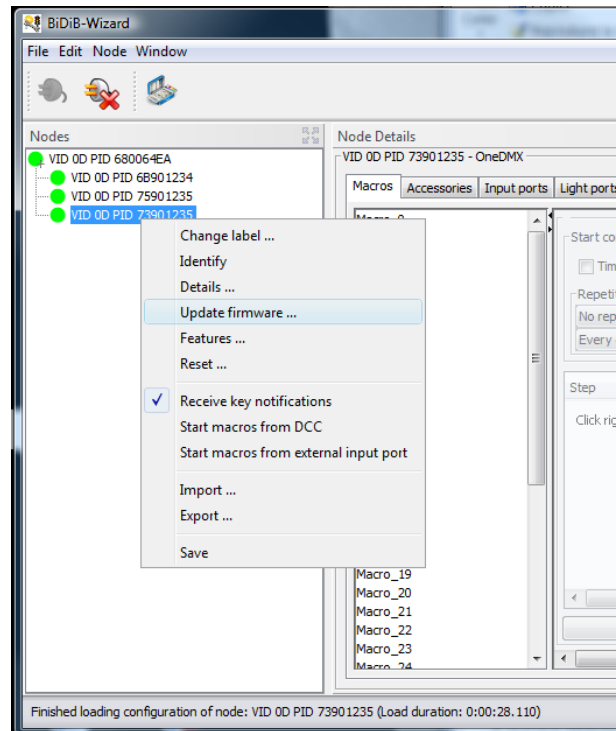 BiDiB-Wizard
File Edit Node Window
Nodes
VID 0D PID 680064EA
VID 0D PID 6B901234
VID 0D PID 75901235
VID 0D PID 73901235
Change label ...
Identify
Details ...
Update firmware ...
Features ...
Reset ...
Receive key notifications
Start macros from DCC
Start macros from external input port
Import ...
Export ...
Save
Node Details
VID 0D PID 73901235 - OneDMX
Macros Accessories Input ports Light ports
Start co
Tim
Repeti
No rep
Every
Step
Click rig
Macro_19
Macro_20
Macro_21
Macro_22
Macro_23
Macro_24
Finished loading configuration of node: VID 0D PID 73901235 (Load duration: 0:00:28.110)